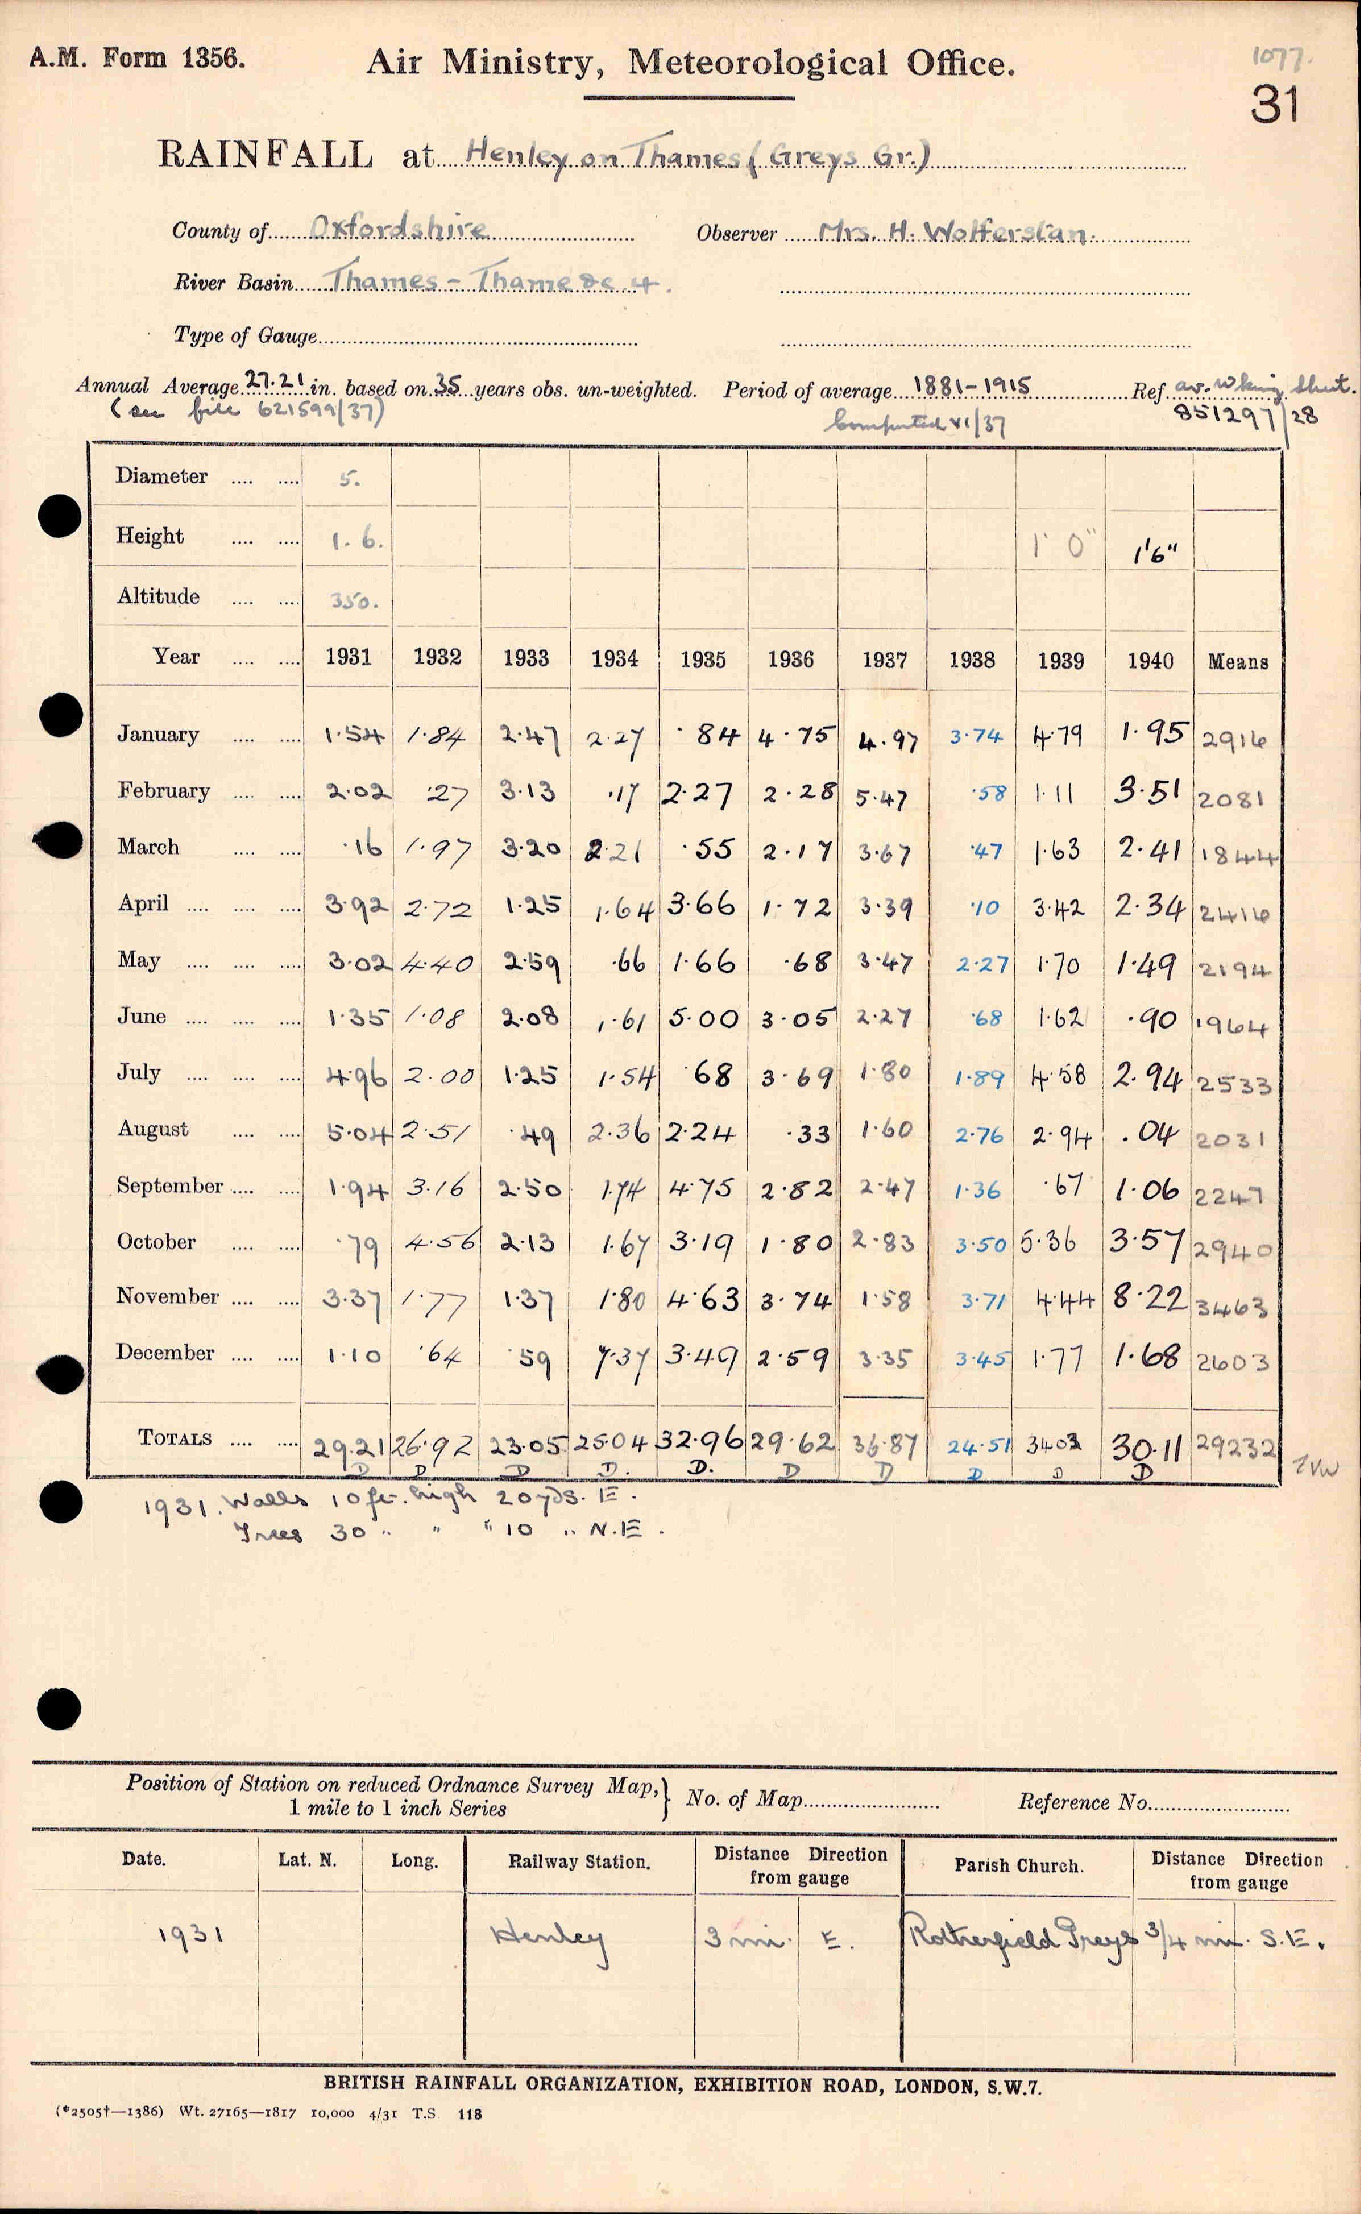 1077.
A.M. Form 1356. Air Ministry, Meteorological Office.
31
RAINFALL at Henley on Thames (Greys Gr.)
County of Oxfordshire Observer Mrs. H. Wolferstan.
River Basin Thames - Thame &c 4.
Type of Gauge
Annual Average 27.21 in. based on 35 years obs. un-weighted. Period of average 1881-1915 Ref av. wking sheet.
(see file 621599/37) Computed XI/37 851297/28
Diameter 5.
Height 1.6. 1' 0" 1'6"
Altitude 350.
Year 1931 1932 1933 1934 1935 1936 1937 1938 1939 1940 Means
January 1.54 1.84 2.47 2.27 .84 4.75 4.97 3.74 4.79 1.95 2916
February 2.02 .27 3.13 .17 2.27 2.28 5.47 .58 1.11 3.51 2081
March .16 1.97 3.20 2.21 .55 2.17 3.67 .47 1.63 2.41 1844
April 3.92 2.72 1.25 1.64 3.66 1.72 3.39 .10 3.42 2.34 2416
May 3.02 4.40 2.59 .66 1.66 .68 3.47 2.27 1.70 1.49 2194
June 1.35 1.08 2.08 1.61 5.00 3.05 2.27 .68 1.62 .90 1964
July 4.96 2.00 1.25 1.54 .68 3.69 1.80 1.89 4.58 2.94 2533
August 5.04 2.51 .49 2.36 2.24 .33 1.60 2.76 2.94 .04 2031
September 1.94 3.16 2.50 1.74 4.75 2.82 2.47 1.36 .67 1.06 2247
October .79 4.56 2.13 1.67 3.19 1.80 2.83 3.50 5.36 3.57 2940
November 3.37 1.77 1.37 1.80 4.63 3.74 1.58 3.71 4.44 8.22 3463
December 1.10 .64 .59 7.37 3.49 2.59 3.35 3.45 1.77 1.68 2603
TOTALS 29.21 26.92 23.05 25.04 32.96 29.62 36.87 24.51 34.03 30.11 29232
D D D D. D. D D D D D
1931. Walls 10 ft. high 20 yds. E.
Trees 30 " " " 10 " N.E.
Position of Station on reduced Ordnance Survey Map, } No. of Map Reference No.
1 mile to 1 inch Series
Date. Lat. N. Long. Railway Station. Distance Direction from gauge Parish Church. Distance Direction from gauge
1931 Henley 3 mi. E. Rotherfield Greys 3/4 mi. S.E.
BRITISH RAINFALL ORGANIZATION, EXHIBITION ROAD, LONDON, S.W.7.
(*2505†—1386) Wt. 27165—1817 10,000 4/31 T.S. 118